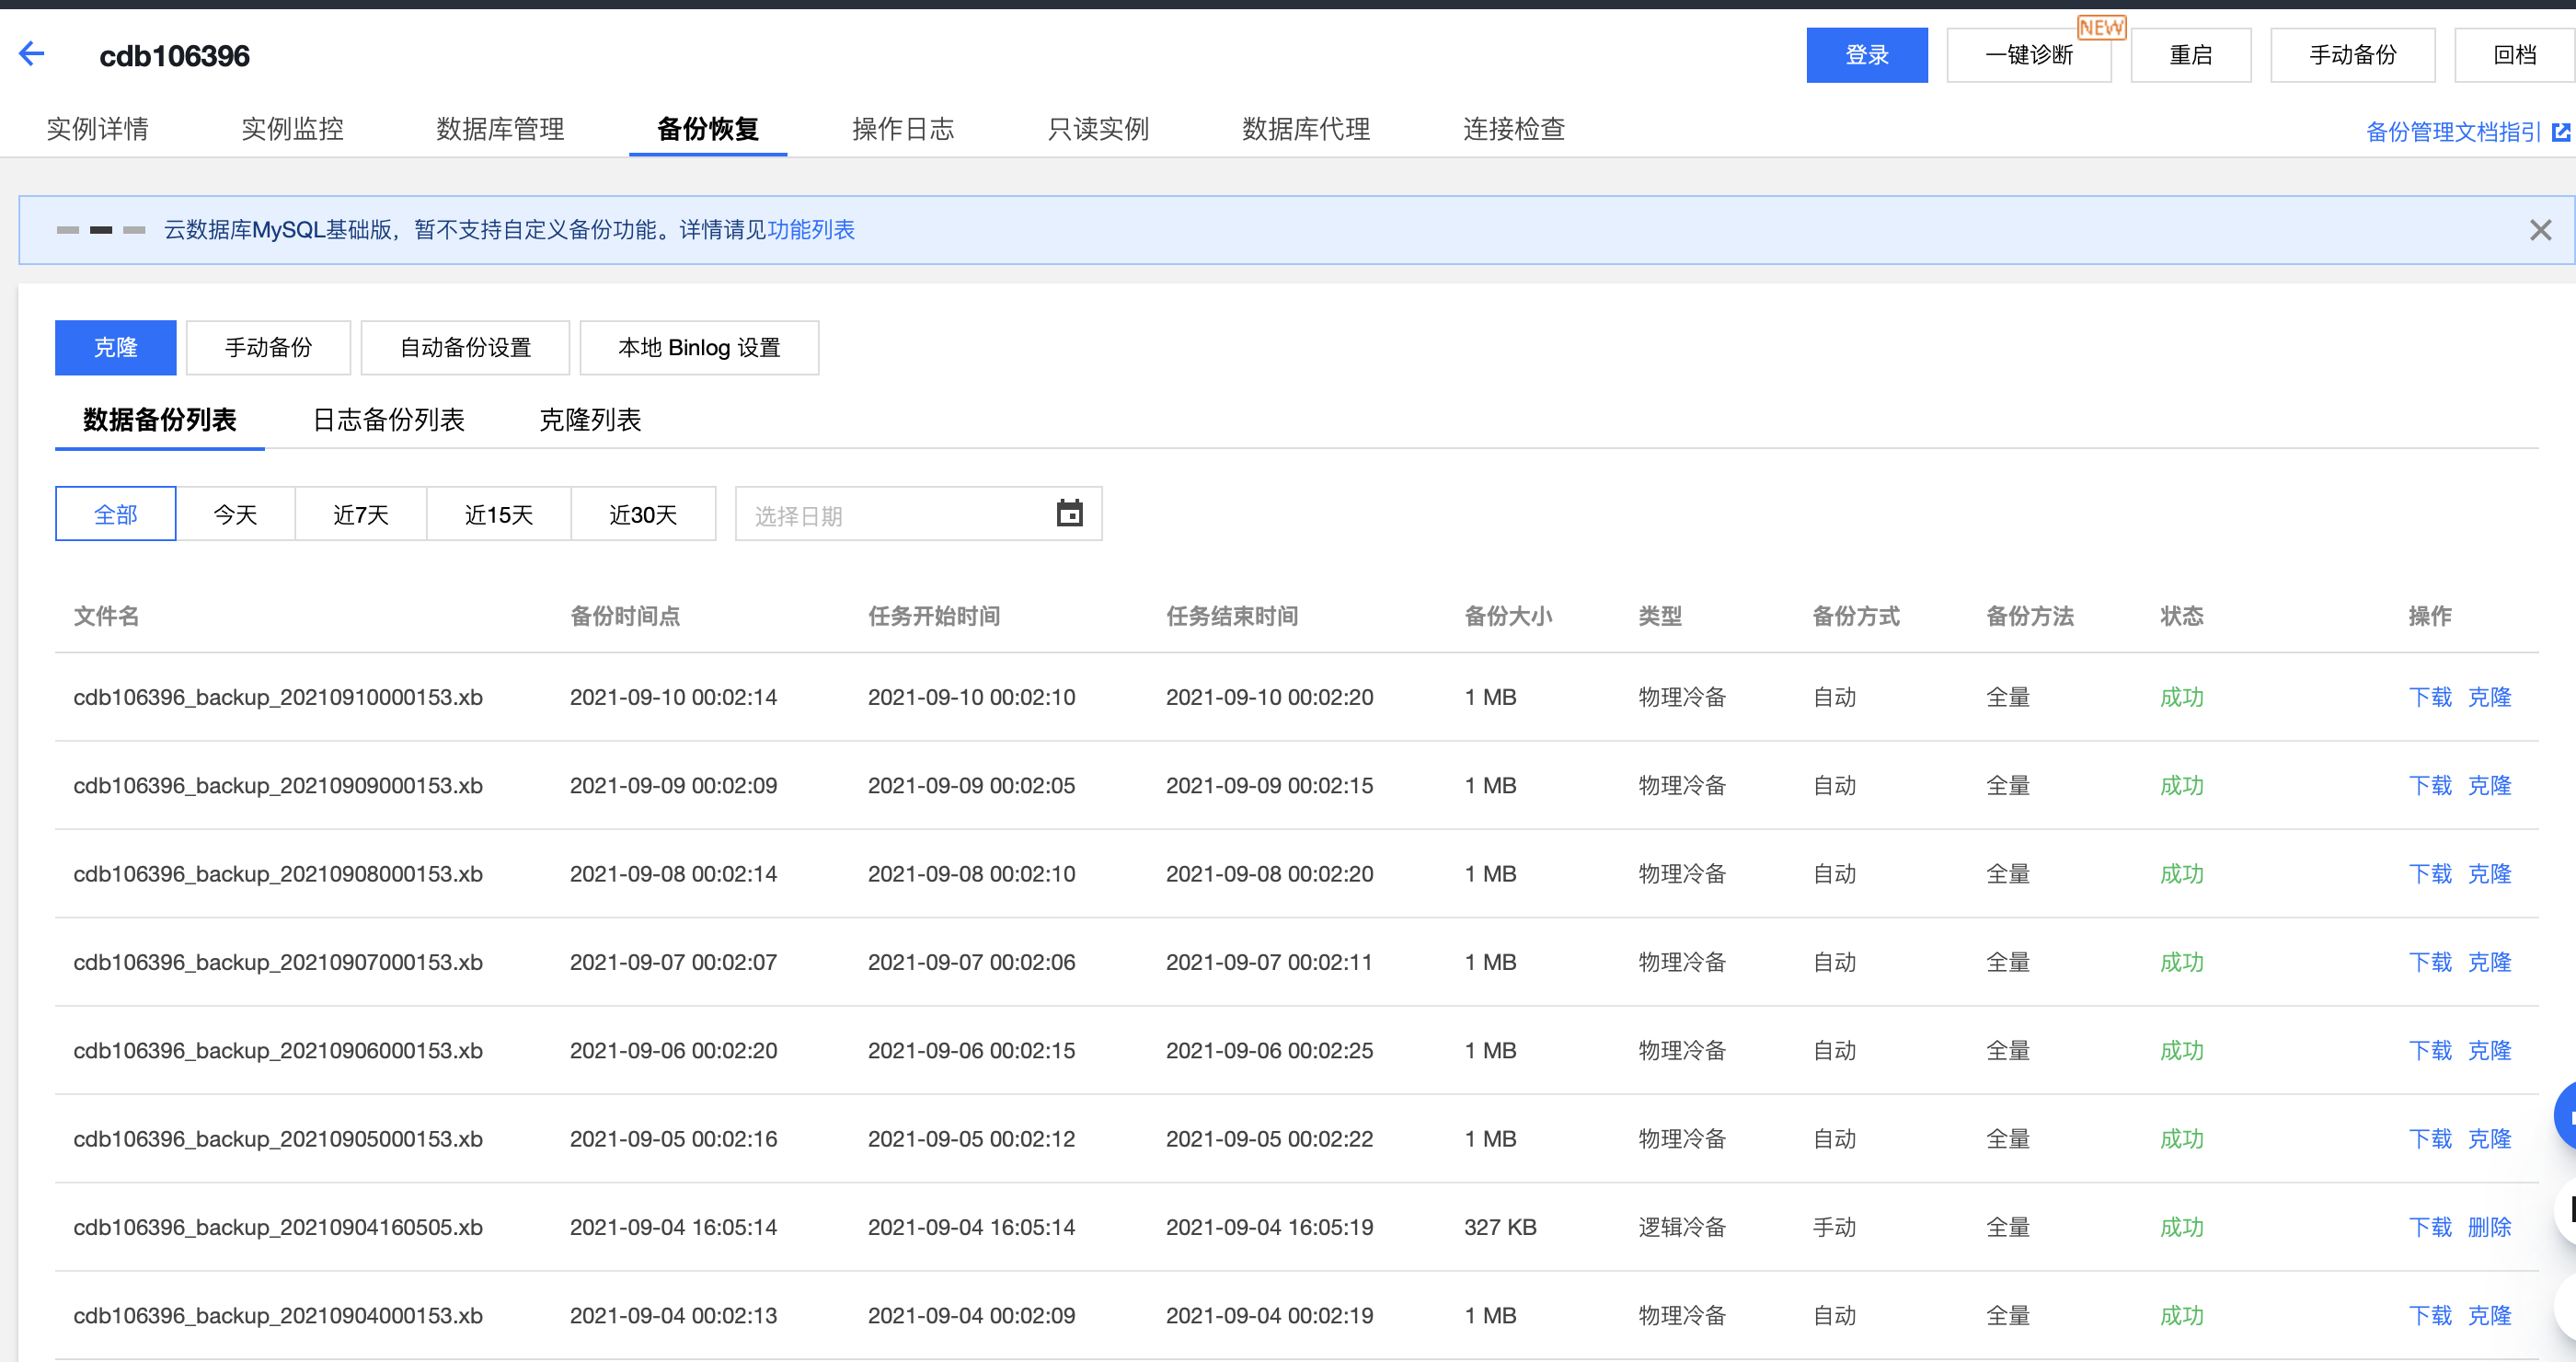 cdb106396
登录
一键诊断
NEW
重启
手动备份
回档
实例详情 实例监控 数据库管理 备份恢复 操作日志 只读实例 数据库代理 连接检查
备份管理文档指引
云数据库MySQL基础版，暂不支持自定义备份功能。详情请见功能列表
克隆 手动备份 自动备份设置 本地 Binlog 设置
数据备份列表 日志备份列表 克隆列表
全部 今天 近7天 近15天 近30天 选择日期
文件名 备份时间点 任务开始时间 任务结束时间 备份大小 类型 备份方式 备份方法 状态 操作
cdb106396_backup_20210910000153.xb 2021-09-10 00:02:14 2021-09-10 00:02:10 2021-09-10 00:02:20 1 MB 物理冷备 自动 全量 成功 下载 克隆
cdb106396_backup_20210909000153.xb 2021-09-09 00:02:09 2021-09-09 00:02:05 2021-09-09 00:02:15 1 MB 物理冷备 自动 全量 成功 下载 克隆
cdb106396_backup_20210908000153.xb 2021-09-08 00:02:14 2021-09-08 00:02:10 2021-09-08 00:02:20 1 MB 物理冷备 自动 全量 成功 下载 克隆
cdb106396_backup_20210907000153.xb 2021-09-07 00:02:07 2021-09-07 00:02:06 2021-09-07 00:02:11 1 MB 物理冷备 自动 全量 成功 下载 克隆
cdb106396_backup_20210906000153.xb 2021-09-06 00:02:20 2021-09-06 00:02:15 2021-09-06 00:02:25 1 MB 物理冷备 自动 全量 成功 下载 克隆
cdb106396_backup_20210905000153.xb 2021-09-05 00:02:16 2021-09-05 00:02:12 2021-09-05 00:02:22 1 MB 物理冷备 自动 全量 成功 下载 克隆
cdb106396_backup_20210904160505.xb 2021-09-04 16:05:14 2021-09-04 16:05:14 2021-09-04 16:05:19 327 KB 逻辑冷备 手动 全量 成功 下载 删除
cdb106396_backup_20210904000153.xb 2021-09-04 00:02:13 2021-09-04 00:02:09 2021-09-04 00:02:19 1 MB 物理冷备 自动 全量 成功 下载 克隆